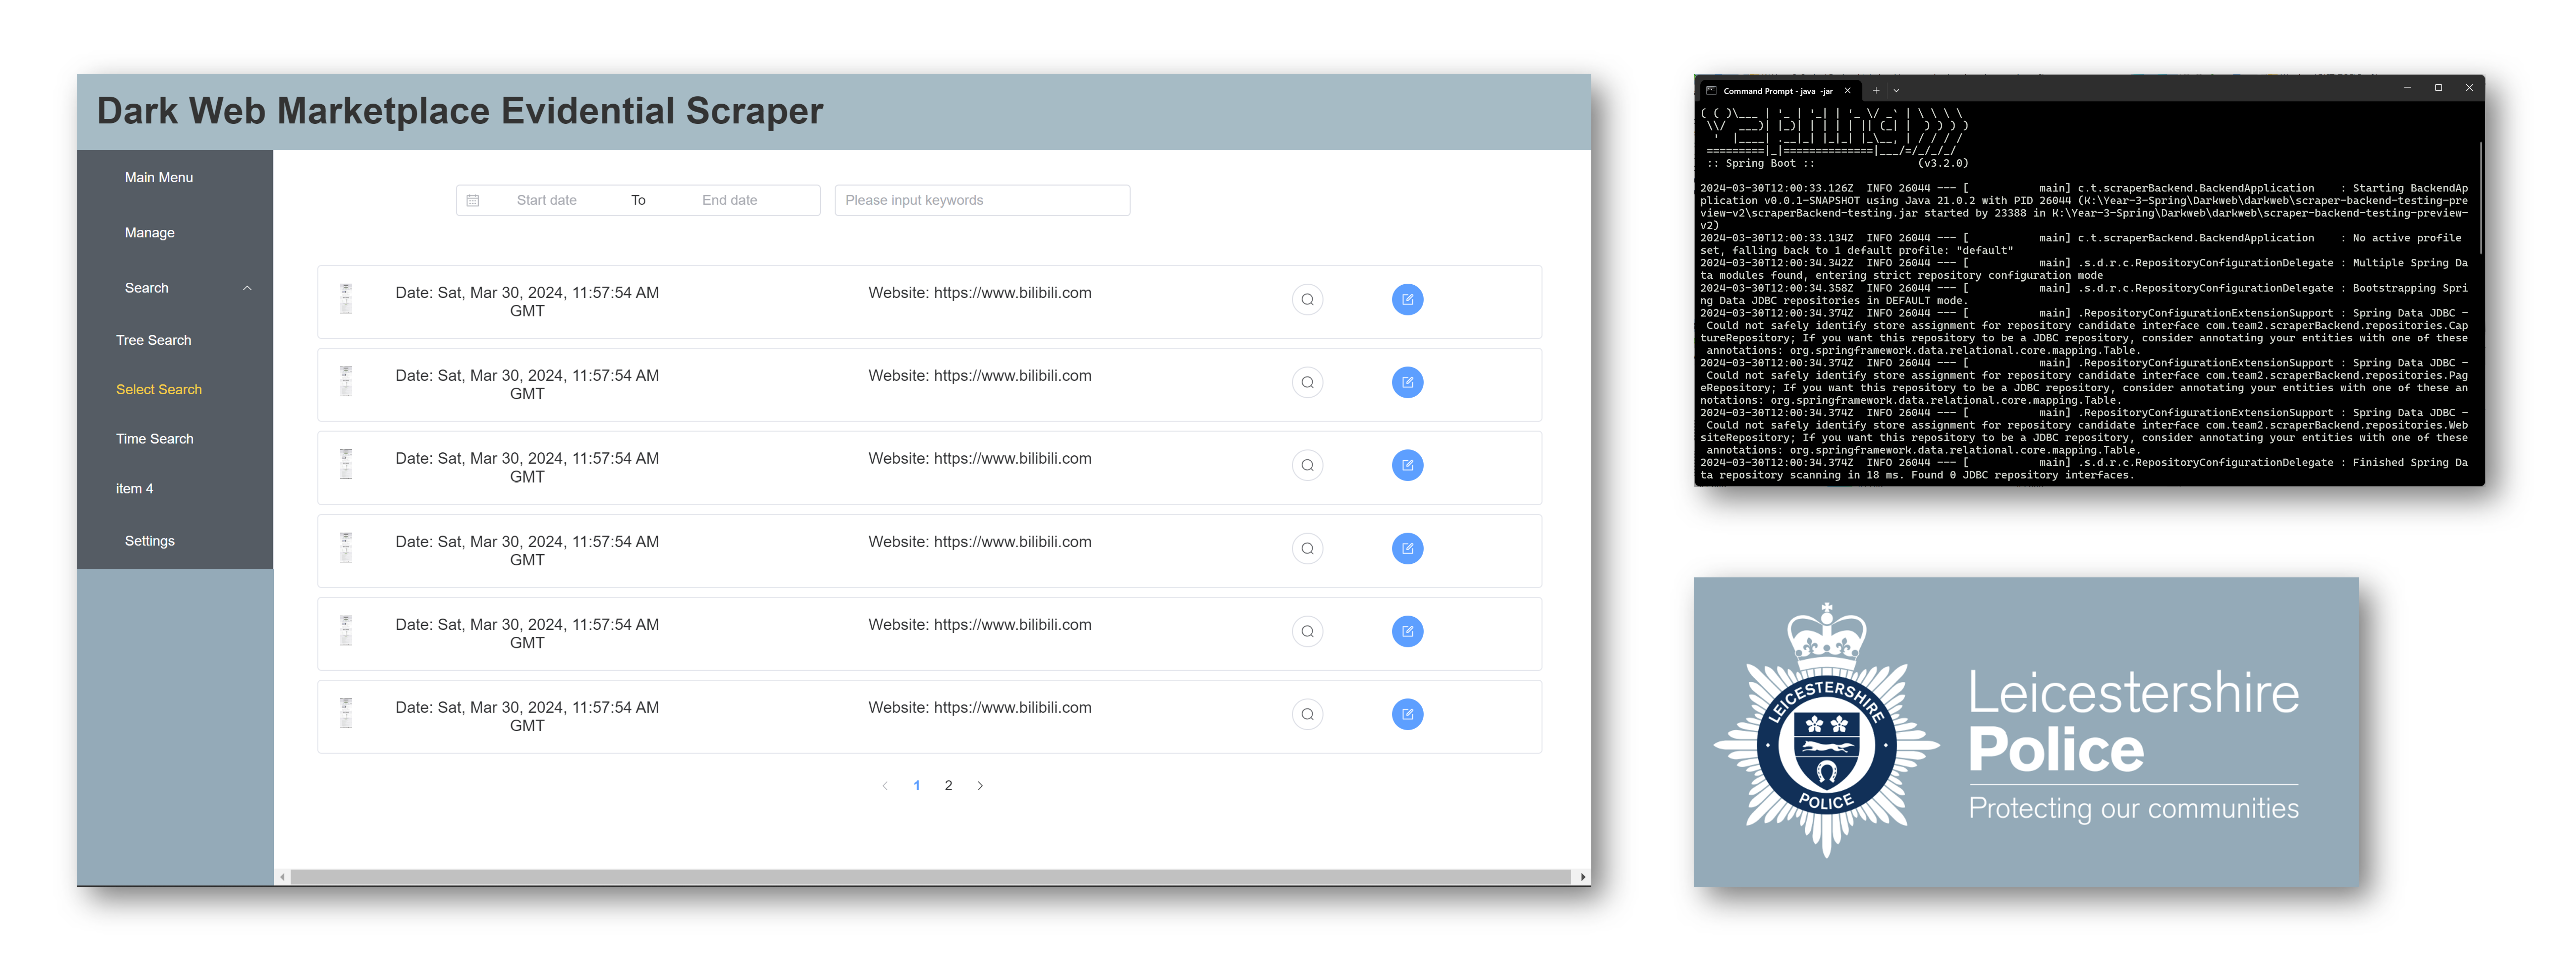 Dark Web Marketplace Evidential Scraper
Main Menu
Manage
Search
Tree Search
Select Search
Time Search
item 4
Settings
Start date To End date
Please input keywords
Date: Sat, Mar 30, 2024, 11:57:54 AM
GMT
Website: https://www.bilibili.com
Date: Sat, Mar 30, 2024, 11:57:54 AM
GMT
Website: https://www.bilibili.com
Date: Sat, Mar 30, 2024, 11:57:54 AM
GMT
Website: https://www.bilibili.com
Date: Sat, Mar 30, 2024, 11:57:54 AM
GMT
Website: https://www.bilibili.com
Date: Sat, Mar 30, 2024, 11:57:54 AM
GMT
Website: https://www.bilibili.com
Date: Sat, Mar 30, 2024, 11:57:54 AM
GMT
Website: https://www.bilibili.com
1 2
Command Prompt - java -jar
:: Spring Boot :: (v3.2.0)
2024-03-30T12:00:33.126Z INFO 26044 --- [ main] c.t.scraperBackend.BackendApplication : Starting BackendAp
plication v0.0.1-SNAPSHOT using Java 21.0.2 with PID 26044 (K:\Year-3-Spring\Darkweb\darkweb\scraper-backend-testing-pre
view-v2\scraperBackend-testing.jar started by 23388 in K:\Year-3-Spring\Darkweb\darkweb\scraper-backend-testing-preview-
v2)
2024-03-30T12:00:33.134Z INFO 26044 --- [ main] c.t.scraperBackend.BackendApplication : No active profile
set, falling back to 1 default profile: "default"
2024-03-30T12:00:34.342Z INFO 26044 --- [ main] .s.d.r.c.RepositoryConfigurationDelegate : Multiple Spring Da
ta modules found, entering strict repository configuration mode
2024-03-30T12:00:34.358Z INFO 26044 --- [ main] .s.d.r.c.RepositoryConfigurationDelegate : Bootstrapping Spri
ng Data JDBC repositories in DEFAULT mode.
2024-03-30T12:00:34.374Z INFO 26044 --- [ main] .RepositoryConfigurationExtensionSupport : Spring Data JDBC -
Could not safely identify store assignment for repository candidate interface com.team2.scraperBackend.repositories.Cap
tureRepository; If you want this repository to be a JDBC repository, consider annotating your entities with one of these
annotations: org.springframework.data.relational.core.mapping.Table.
2024-03-30T12:00:34.374Z INFO 26044 --- [ main] .RepositoryConfigurationExtensionSupport : Spring Data JDBC -
Could not safely identify store assignment for repository candidate interface com.team2.scraperBackend.repositories.Pag
eRepository; If you want this repository to be a JDBC repository, consider annotating your entities with one of these an
notations: org.springframework.data.relational.core.mapping.Table.
2024-03-30T12:00:34.374Z INFO 26044 --- [ main] .RepositoryConfigurationExtensionSupport : Spring Data JDBC -
Could not safely identify store assignment for repository candidate interface com.team2.scraperBackend.repositories.Web
siteRepository; If you want this repository to be a JDBC repository, consider annotating your entities with one of these
annotations: org.springframework.data.relational.core.mapping.Table.
2024-03-30T12:00:34.374Z INFO 26044 --- [ main] .s.d.r.c.RepositoryConfigurationDelegate : Finished Spring Da
ta repository scanning in 18 ms. Found 0 JDBC repository interfaces.
LEICESTERSHIRE
POLICE
Leicestershire
Police
Protecting our communities